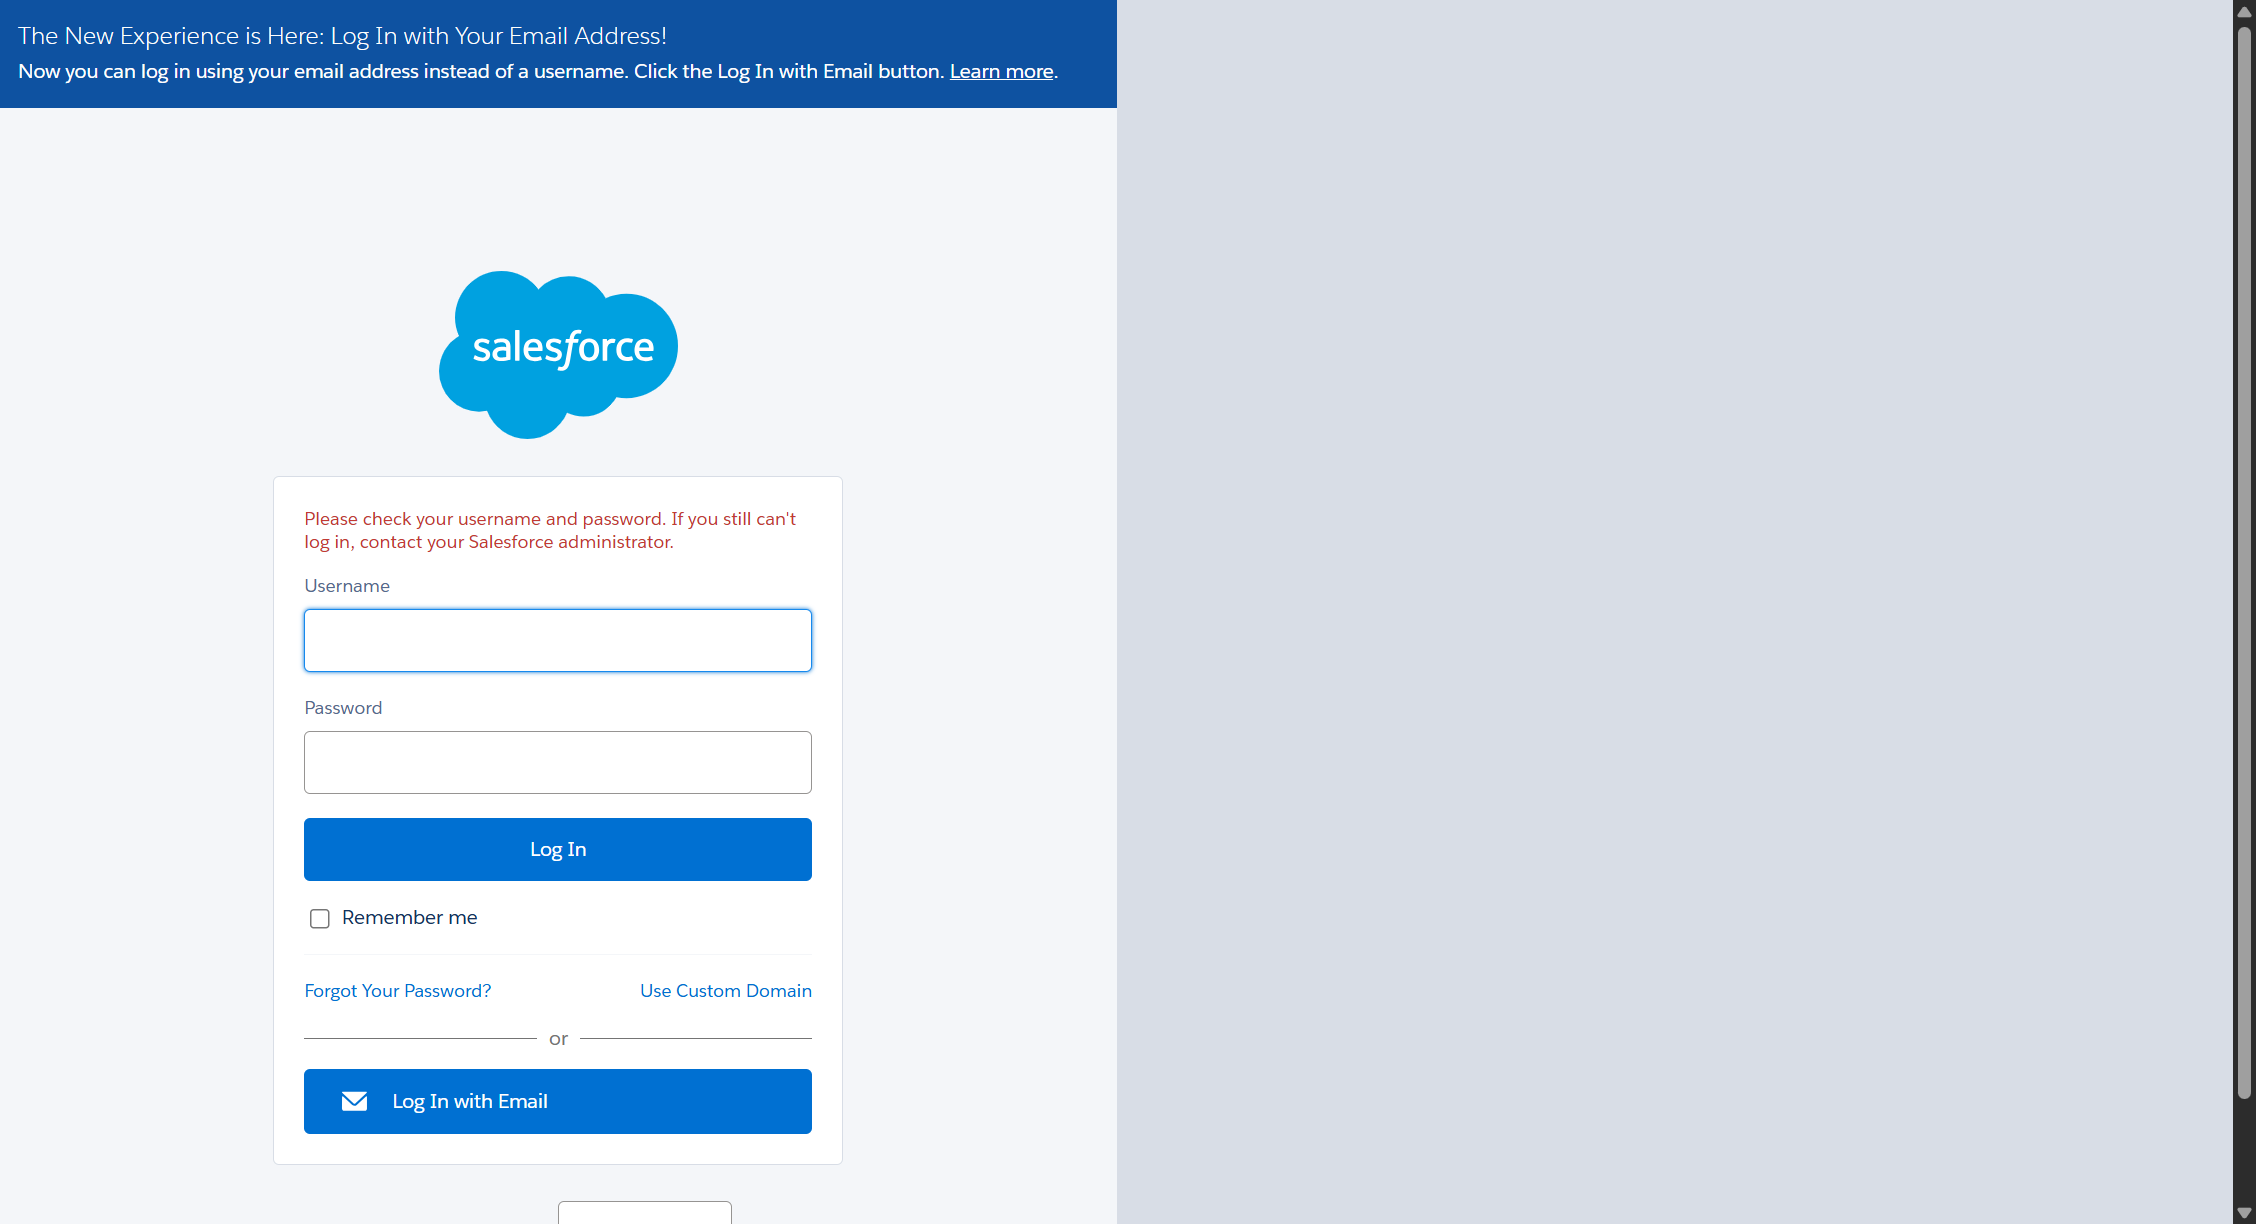 The New Experience is Here: Log In with Your Email Address!
Now you can log in using your email address instead of a username. Click the Log In with Email button. Learn more.
salesforce
Please check your username and password. If you still can't
log in, contact your Salesforce administrator.
Username
Password
Log In
Remember me
Forgot Your Password?
Use Custom Domain
or
Log In with Email